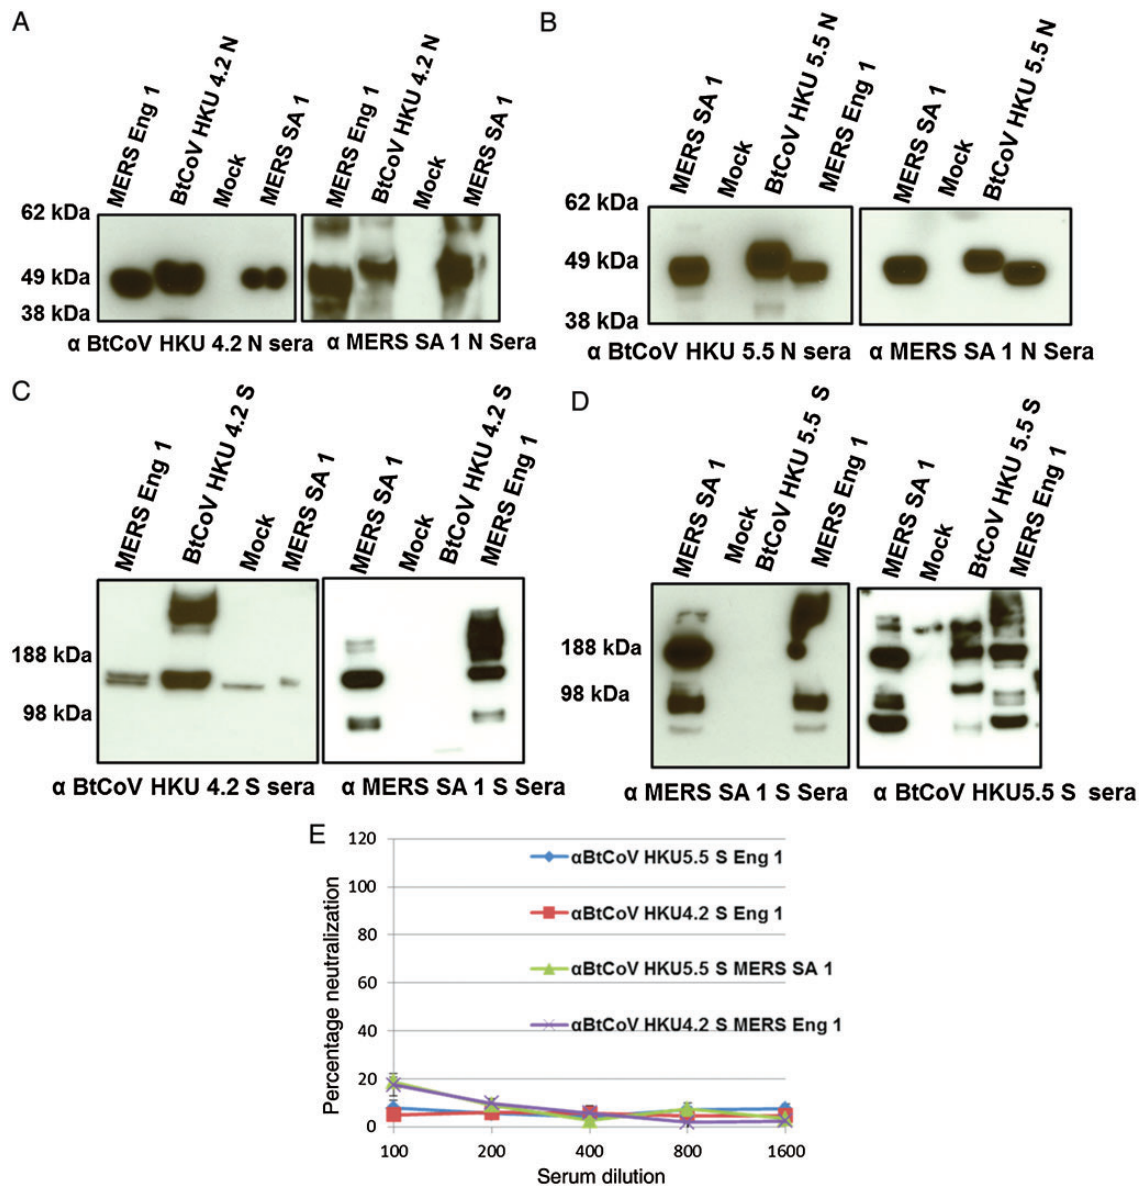 A
MERS Eng 1
BtCoV HKU 4.2 N
Mock
MERS SA 1
MERS Eng 1
BtCoV HKU 4.2 N
Mock
MERS SA 1
62 kDa
49 kDa
38 kDa
α BtCoV HKU 4.2 N sera
α MERS SA 1 N Sera
B
MERS SA 1
Mock
BtCoV HKU 5.5 N
MERS Eng 1
MERS SA 1
Mock
BtCoV HKU 5.5 N
62 kDa
49 kDa
38 kDa
α BtCoV HKU 5.5 N sera
α MERS SA 1 N Sera
C
MERS Eng 1
BtCoV HKU 4.2 S
Mock
MERS SA 1
MERS SA 1
Mock
BtCoV HKU 4.2 S
MERS Eng 1
188 kDa
98 kDa
α BtCoV HKU 4.2 S sera
α MERS SA 1 S Sera
D
MERS SA 1
Mock
BtCoV HKU 5.5 S
MERS Eng 1
MERS SA 1
Mock
BtCoV HKU 5.5 S
MERS Eng 1
188 kDa
98 kDa
α MERS SA 1 S Sera
α BtCoV HKU5.5 S sera
E
Percentage neutralization
120
100
80
60
40
20
0
αBtCoV HKU5.5 S Eng 1
αBtCoV HKU4.2 S Eng 1
αBtCoV HKU5.5 S MERS SA 1
αBtCoV HKU4.2 S MERS Eng 1
100 200 400 800 1600
Serum dilution